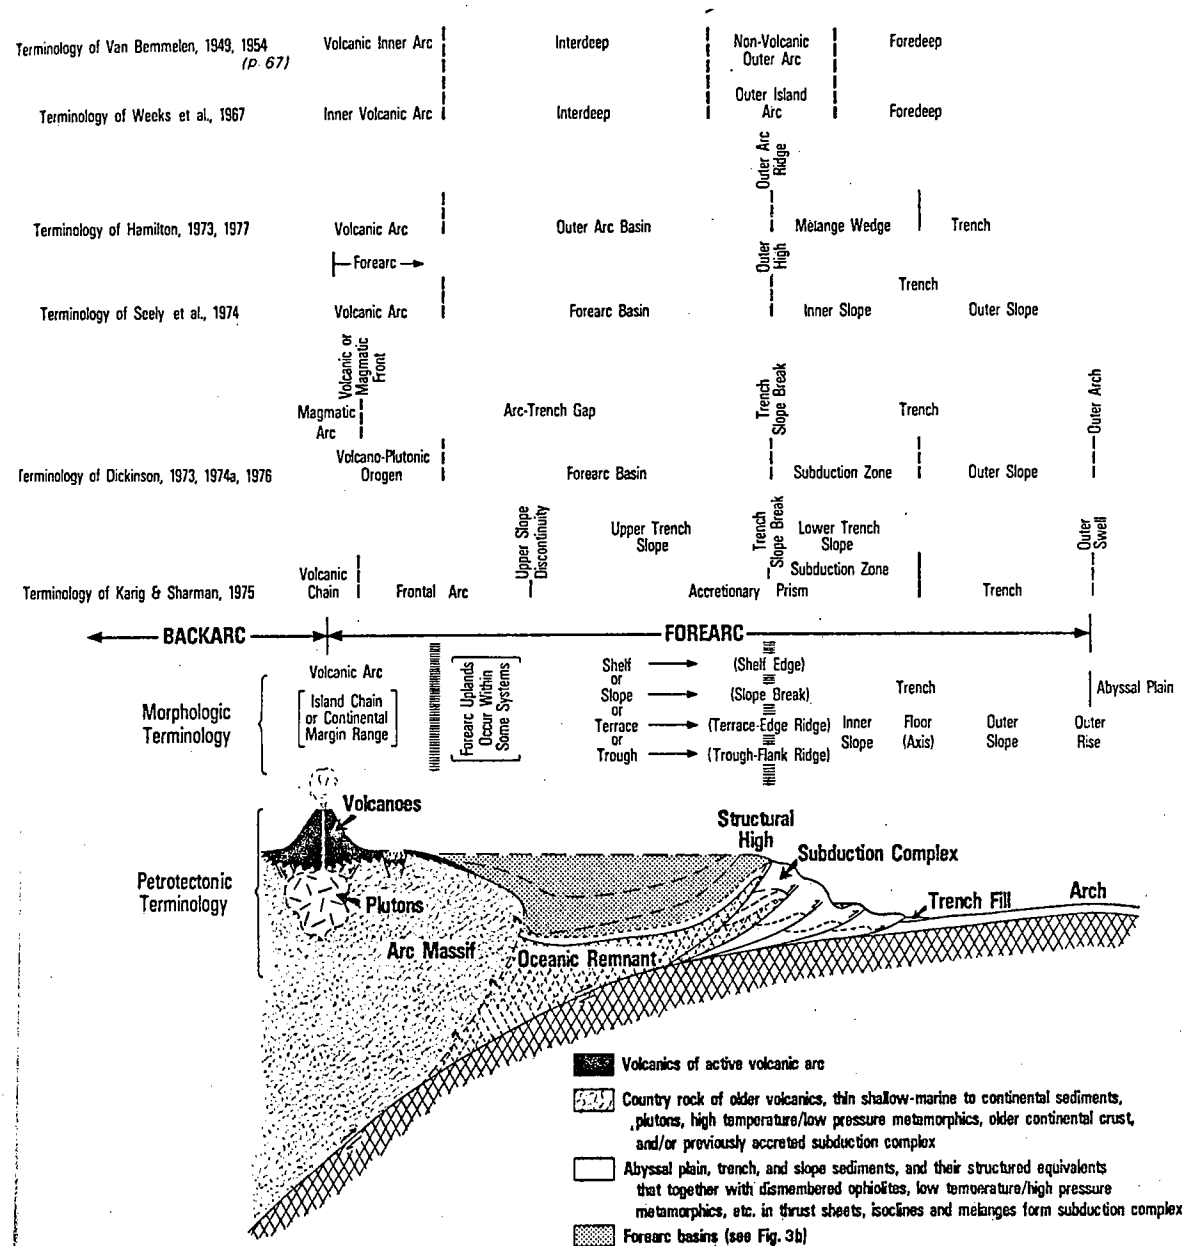 Terminology of Van Bemmelen, 1949, 1954
(p. 67)
Volcanic Inner Arc
Interdeep
Non-Volcanic
Outer Arc
Foredeep
Terminology of Weeks et al., 1967
Inner Volcanic Arc
Interdeep
Outer Island
Arc
Foredeep
Outer Arc
Ridge
Terminology of Hamilton, 1973, 1977
Volcanic Arc
Outer Arc Basin
Melange Wedge
Trench
Forearc
Outer
High
Trench
Terminology of Seely et al., 1974
Volcanic Arc
Forearc Basin
Inner Slope
Outer Slope
Volcanic or
Magmatic
Front
Magmatic
Arc
Arc-Trench Gap
Trench
Slope Break
Trench
Outer Arch
Terminology of Dickinson, 1973, 1974a, 1976
Volcano-Plutonic
Orogen
Forearc Basin
Subduction Zone
Outer Slope
Upper Slope
Discontinuity
Upper Trench
Slope
Trench
Slope Break
Lower Trench
Slope
Outer
Swell
Subduction Zone
Terminology of Karig & Sharman, 1975
Volcanic
Chain
Frontal Arc
Accretionary Prism
Trench
BACKARC
FOREARC
Morphologic
Terminology
Volcanic Arc
Island Chain
or Continental
Margin Range
Forearc Uplands
Occur Within
Some Systems
Shelf
or
Slope
or
Terrace
or
Trough
(Shelf Edge)
(Slope Break)
(Terrace-Edge Ridge)
(Trough-Flank Ridge)
Trench
Inner
Slope
Floor
(Axis)
Outer
Slope
Outer
Rise
Abyssal Plain
Petrotectonic
Terminology
Volcanoes
Plutons
Arc Massif
Oceanic Remnant
Structural
High
Subduction Complex
Trench Fill
Arch
Volcanics of active volcanic arc
Country rock of older volcanics, thin shallow-marine to continental sediments,
plutons, high temperature/low pressure metamorphics, older continental crust,
and/or previously accreted subduction complex
Abyssal plain, trench, and slope sediments, and their structured equivalents
that together with dismembered ophiolites, low temperature/high pressure
metamorphics, etc. in thrust sheets, isoclines and melanges form subduction complex
Forearc basins (see Fig. 3b)